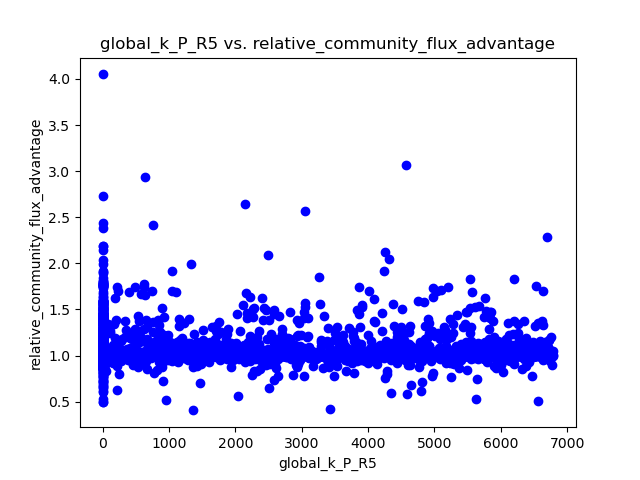 global_k_P_R5 vs. relative_community_flux_advantage
4.0
3.5
3.0
2.5
2.0
1.5
1.0
0.5
relative_community_flux_advantage
0 1000 2000 3000 4000 5000 6000 7000
global_k_P_R5